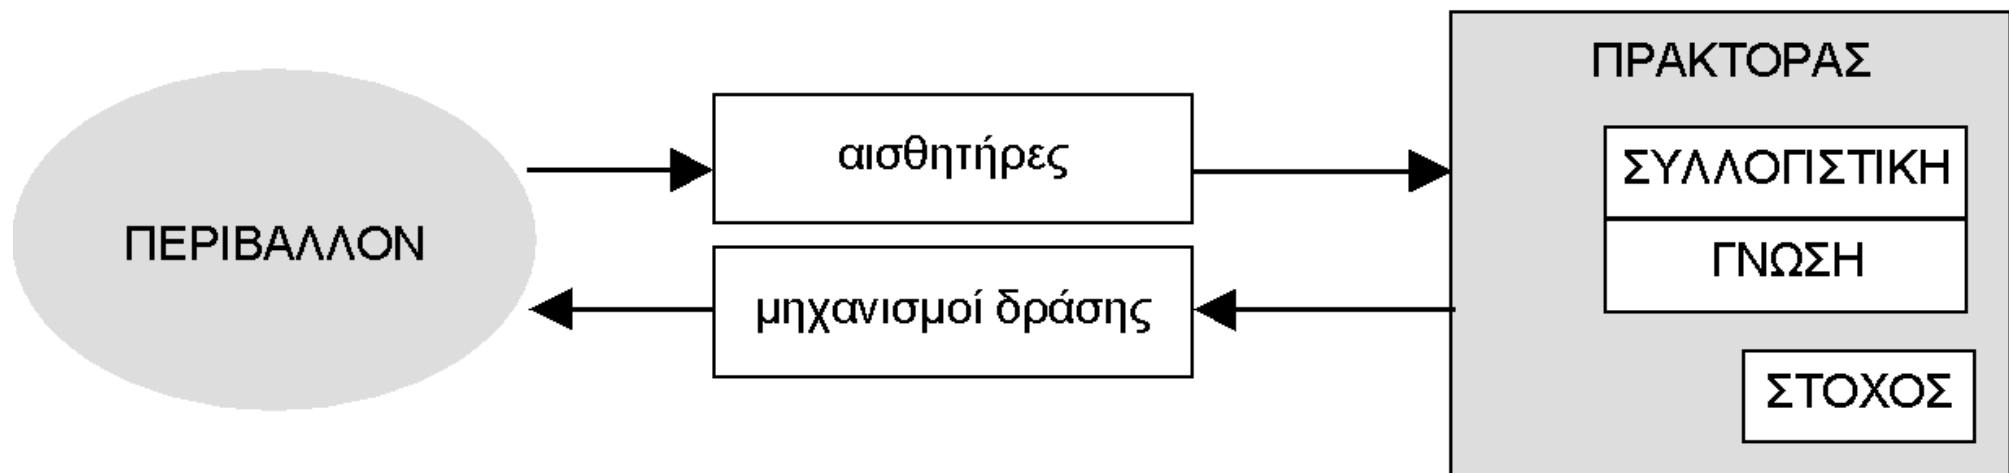 ΠΕΡΙΒΑΛΛΟΝ
αισθητήρες
μηχανισμοί δράσης
ΠΡΑΚΤΟΡΑΣ
ΣΥΛΛΟΓΙΣΤΙΚΗ
ΓΝΩΣΗ
ΣΤΟΧΟΣ